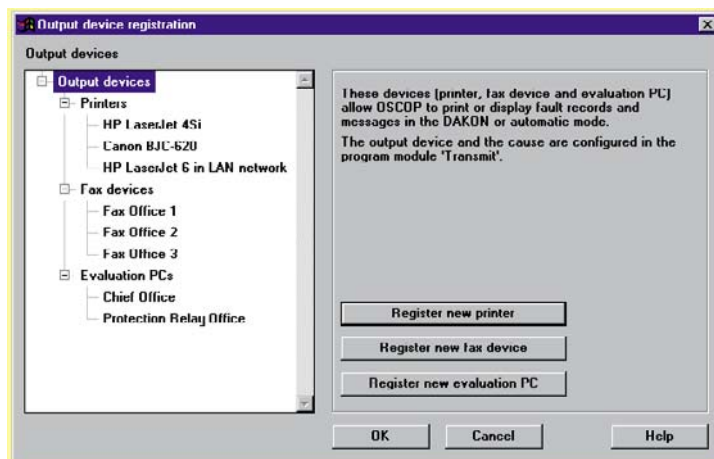 Output device registration
Output devices
Output devices
Printers
HP LaserJet 4Si
Canon BJC-620
HP LaserJet 6 in LAN network
Fax devices
Fax Office 1
Fax Office 2
Fax Office 3
Evaluation PCs
Chief Office
Protection Relay Office
These devices (printer, fax device and evaluation PC)
allow OSCOP to print or display fault records and
messages in the DAKON or automatic mode.
The output device and the cause are configured in the
program module 'Transmit'.
Register new printer
Register new fax device
Register new evaluation PC
OK
Cancel
Help